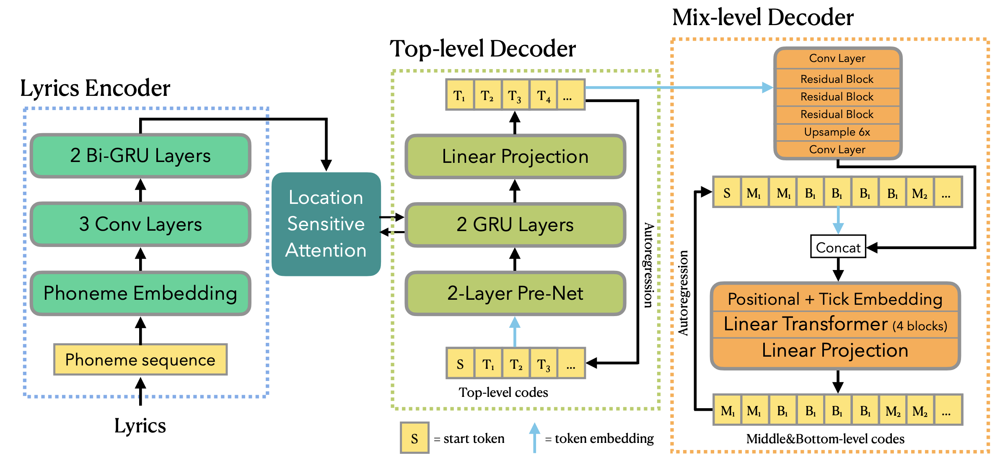 Lyrics Encoder
2 Bi-GRU Layers
3 Conv Layers
Phoneme Embedding
Phoneme sequence
Lyrics
Location
Sensitive
Attention
Top-level Decoder
T₁ T₂ T₃ T₄ ...
Linear Projection
2 GRU Layers
2-Layer Pre-Net
S T₁ T₂ T₃ ...
Top-level codes
Autoregression
S = start token
= token embedding
Mix-level Decoder
Conv Layer
Residual Block
Residual Block
Residual Block
Upsample 6x
Conv Layer
S M₁ M₁ B₁ B₁ B₁ B₁ M₂ ...
Concat
Autoregression
Positional + Tick Embedding
Linear Transformer (4 blocks)
Linear Projection
M₁ M₁ B₁ B₁ B₁ B₁ M₂ M₂ ...
Middle&Bottom-level codes